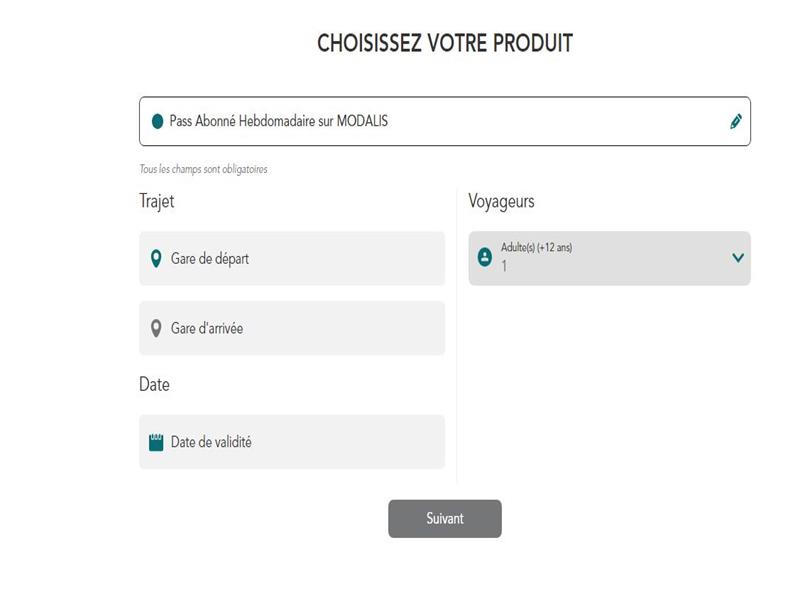 CHOISISSEZ VOTRE PRODUIT
Pass Abonné Hebdomadaire sur MODALIS
Tous les champs sont obligatoires
Trajet
Gare de départ
Gare d'arrivée
Date
Date de validité
Voyageurs
Adulte(s) (+12 ans)
1
Suivant